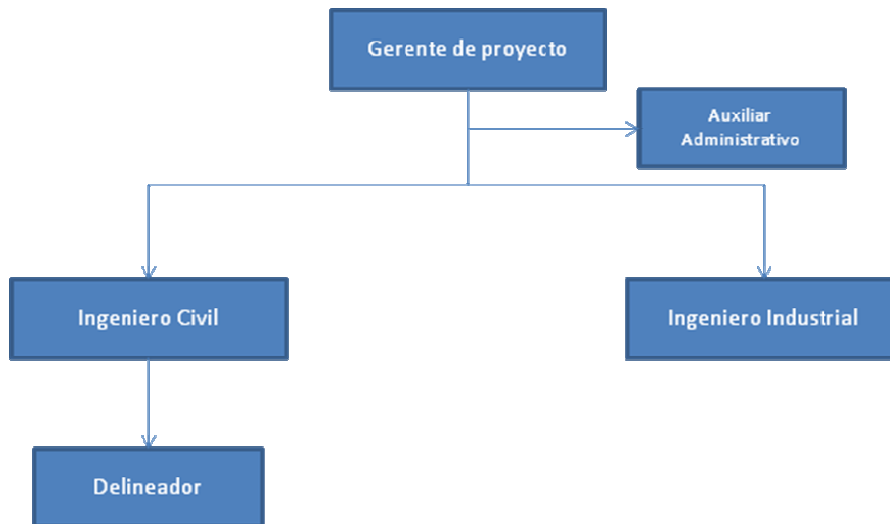 Gerente de proyecto
Auxiliar
Administrativo
Ingeniero Civil
Ingeniero Industrial
Delineador